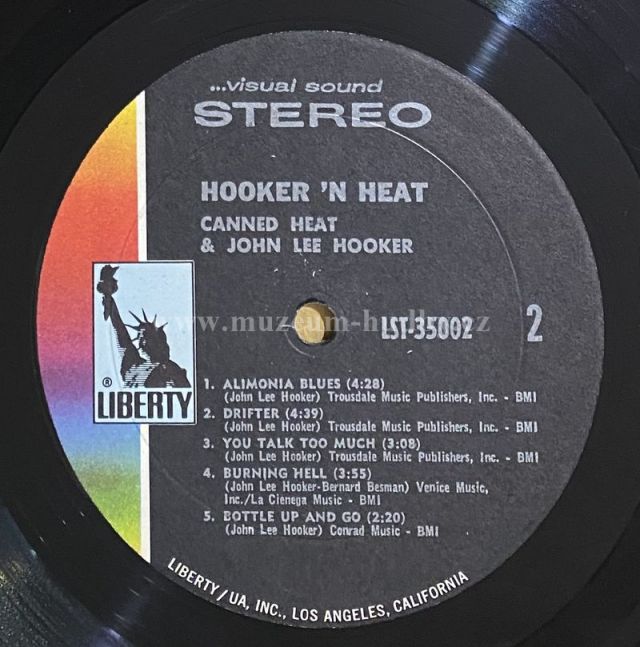 ...visual sound
STEREO
HOOKER 'N HEAT
CANNED HEAT
& JOHN LEE HOOKER
LST-35002
2
® LIBERTY
1. ALIMONIA BLUES (4:28)
(John Lee Hooker) Trousdale Music Publishers, Inc. - BMI
2. DRIFTER (4:39)
(John Lee Hooker) Trousdale Music Publishers, Inc. - BMI
3. YOU TALK TOO MUCH (3:08)
(John Lee Hooker) Trousdale Music Publishers, Inc. - BMI
4. BURNING HELL (3:55)
(John Lee Hooker-Bernard Besman) Venice Music,
Inc./La Cienega Music - BMI
5. BOTTLE UP AND GO (2:20)
(John Lee Hooker) Conrad Music - BMI
LIBERTY/UA, INC., LOS ANGELES, CALIFORNIA